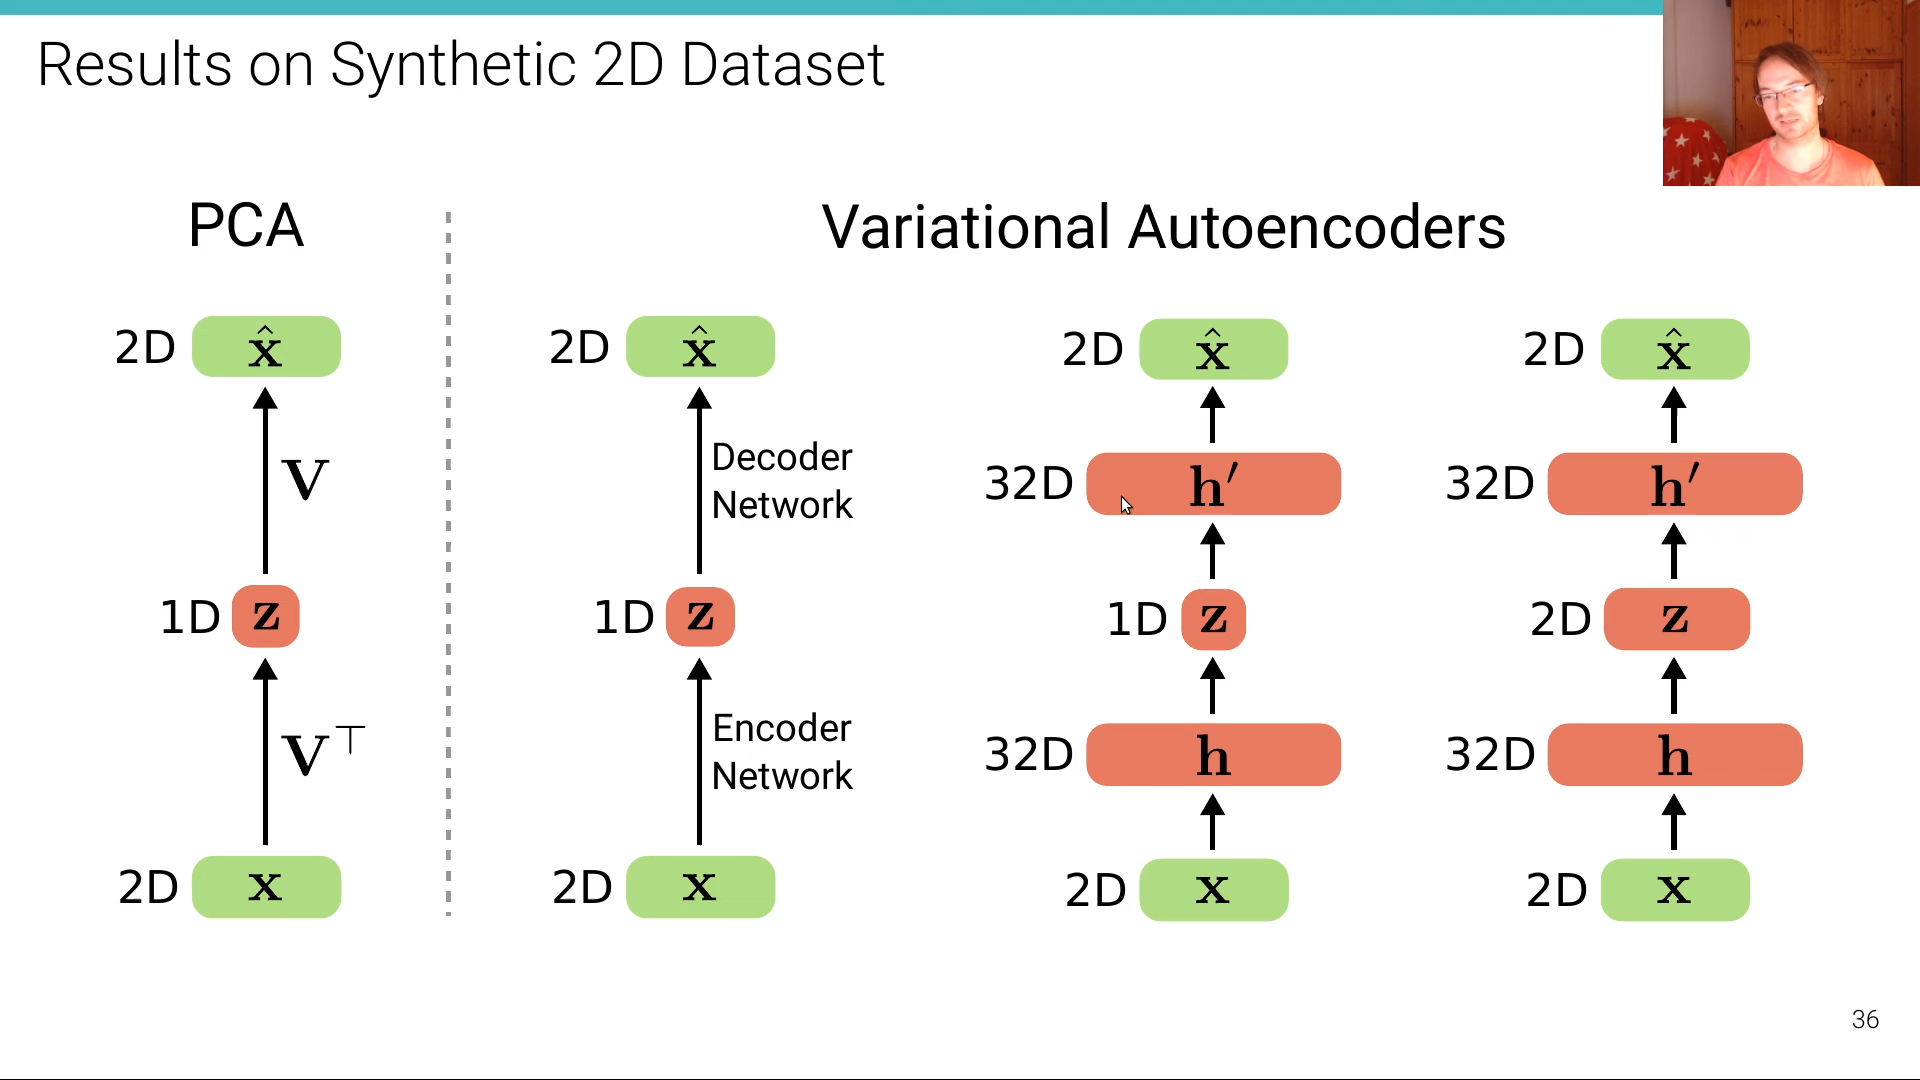 Results on Synthetic 2D Dataset
PCA
2D x̂
V
1D z
V⊤
2D x
Variational Autoencoders
2D x̂
Decoder
Network
1D z
Encoder
Network
2D x
2D x̂
32D h′
1D z
32D h
2D x
2D x̂
32D h′
2D z
32D h
2D x
36